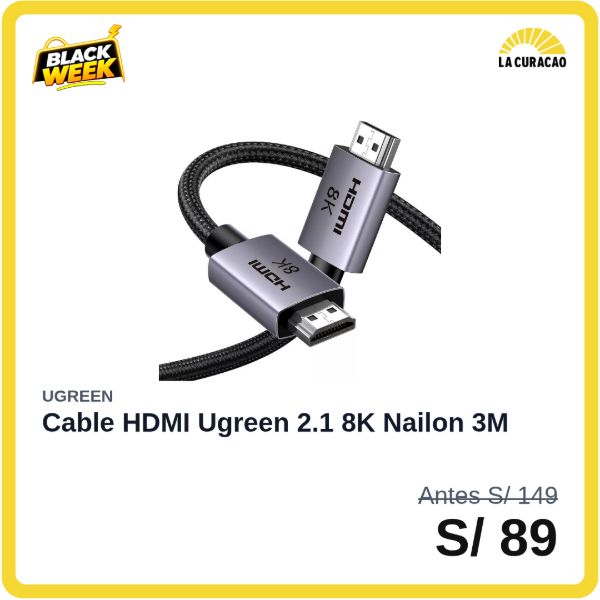 BLACK
WEEK
LA CURACAO
HDMI
8K
HDMI
8K
UGREEN
Cable HDMI Ugreen 2.1 8K Nailon 3M
Antes S/ 149
S/ 89